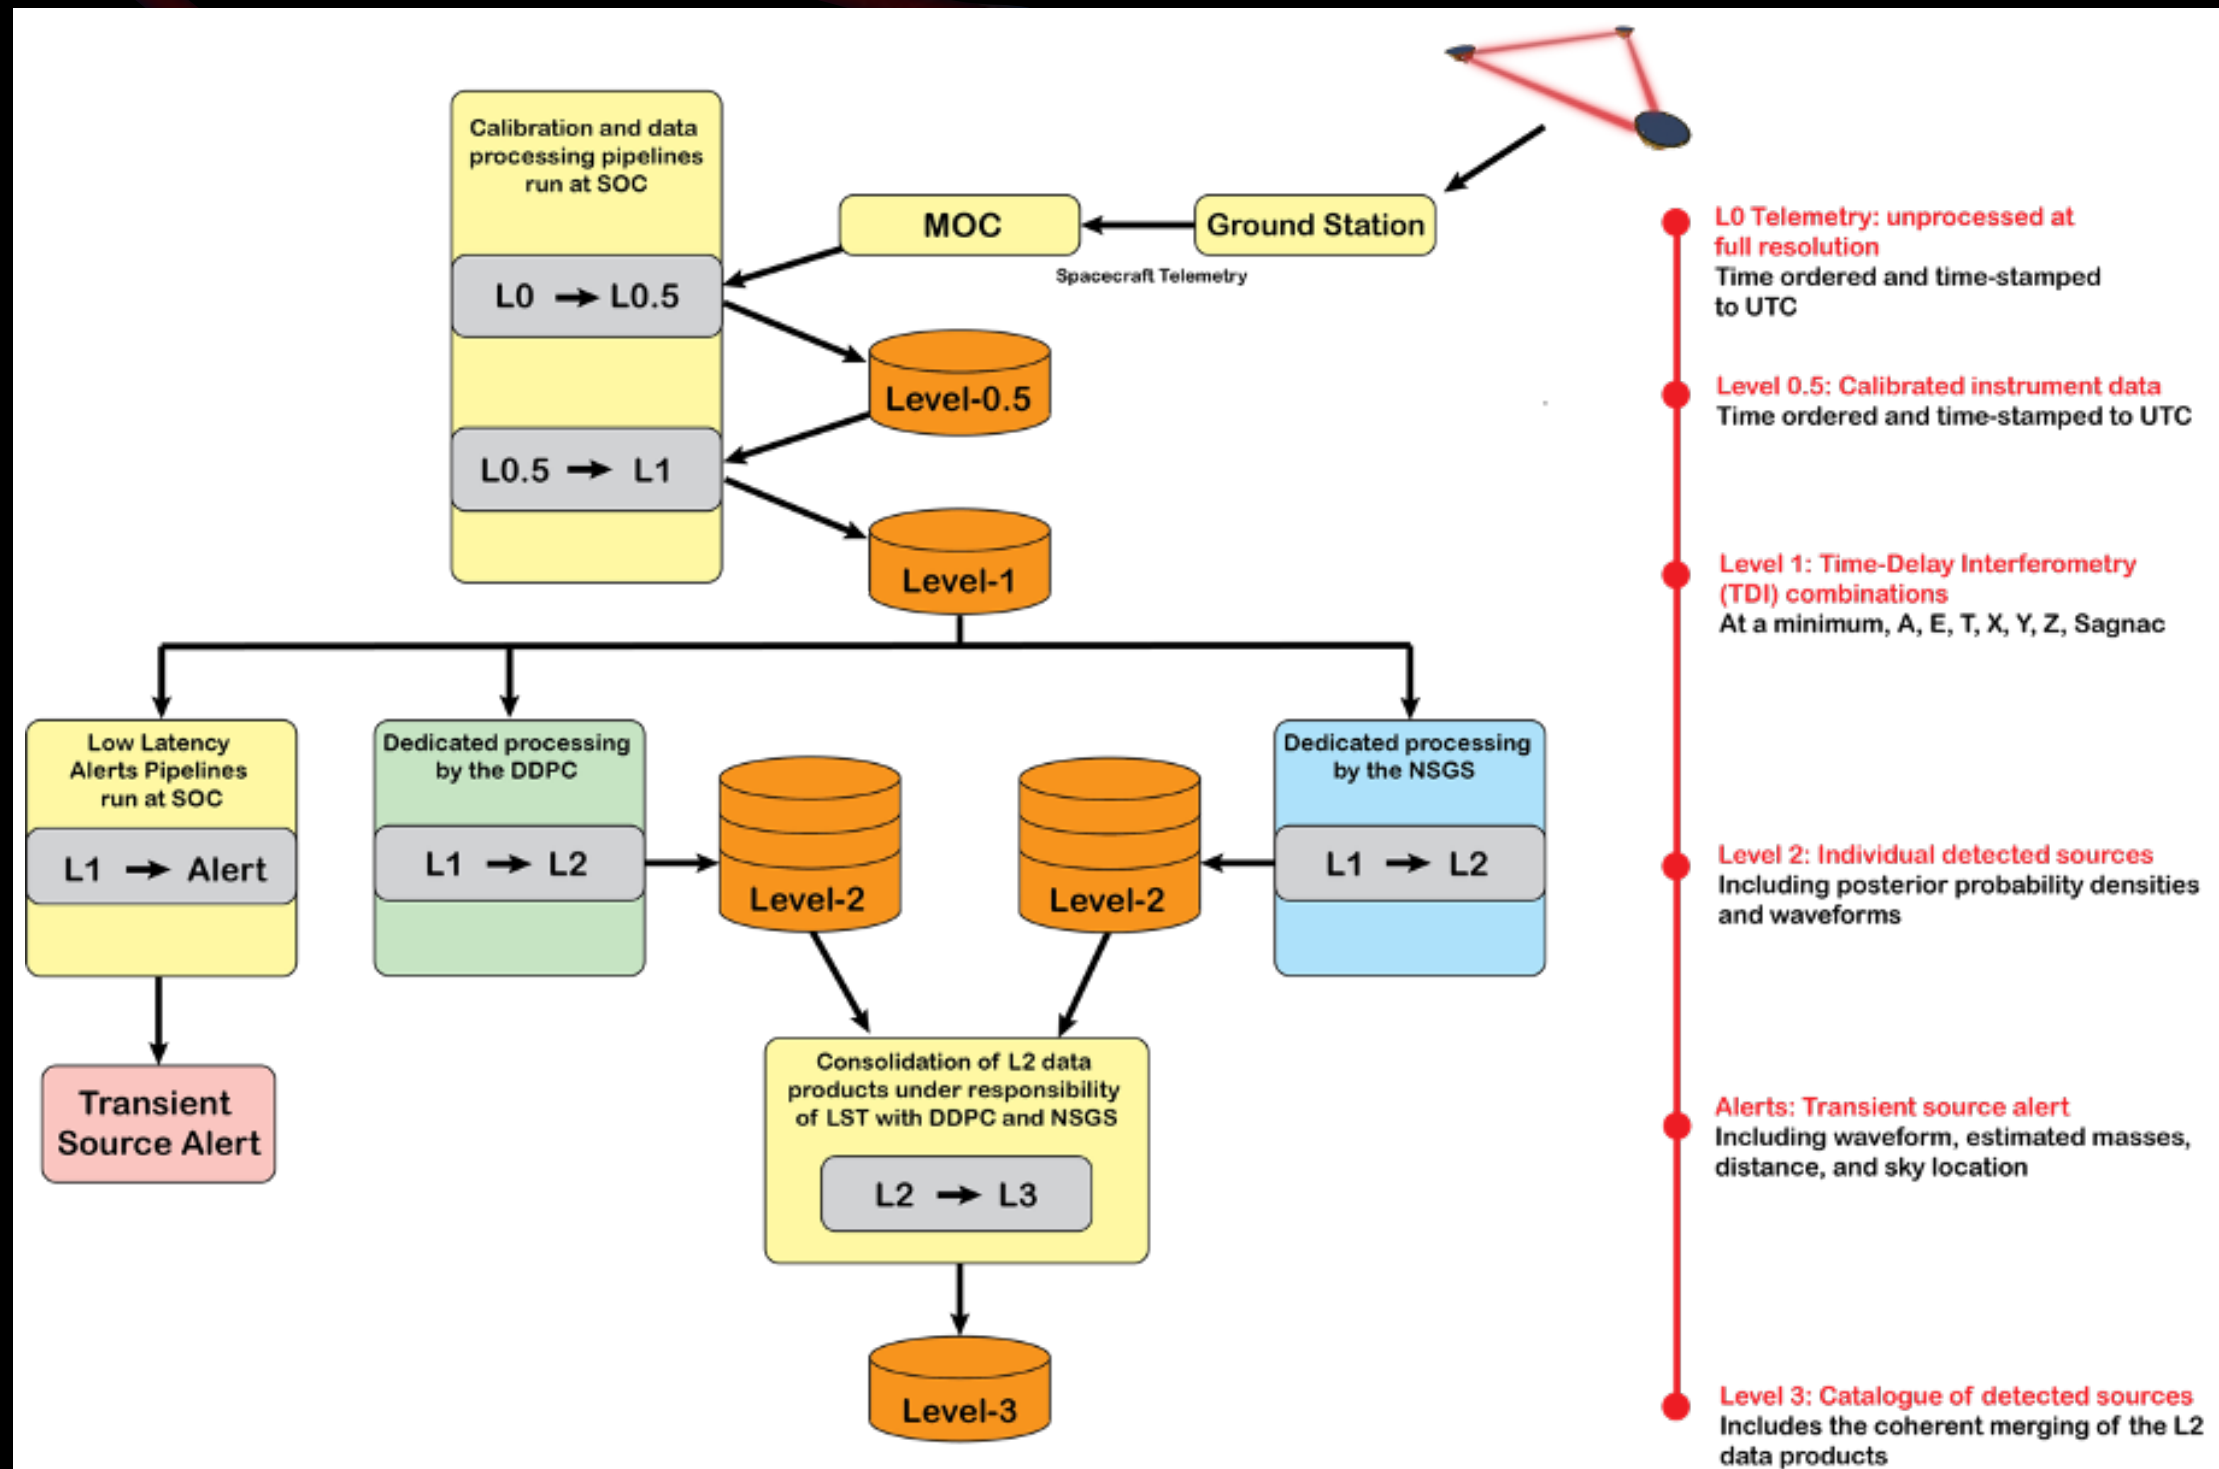 Calibration and data
processing pipelines
run at SOC
MOC
Ground Station
Spacecraft Telemetry
L0 → L0.5
Level-0.5
L0.5 → L1
Level-1
Low Latency
Alerts Pipelines
run at SOC
L1 → Alert
Transient
Source Alert
Dedicated processing
by the DDPC
L1 → L2
Level-2
Level-2
Dedicated processing
by the NSGS
L1 → L2
Consolidation of L2 data
products under responsibility
of LST with DDPC and NSGS
L2 → L3
Level-3
L0 Telemetry: unprocessed at
full resolution
Time ordered and time-stamped
to UTC
Level 0.5: Calibrated instrument data
Time ordered and time-stamped to UTC
Level 1: Time-Delay Interferometry
(TDI) combinations
At a minimum, A, E, T, X, Y, Z, Sagnac
Level 2: Individual detected sources
Including posterior probability densities
and waveforms
Alerts: Transient source alert
Including waveform, estimated masses,
distance, and sky location
Level 3: Catalogue of detected sources
Includes the coherent merging of the L2
data products